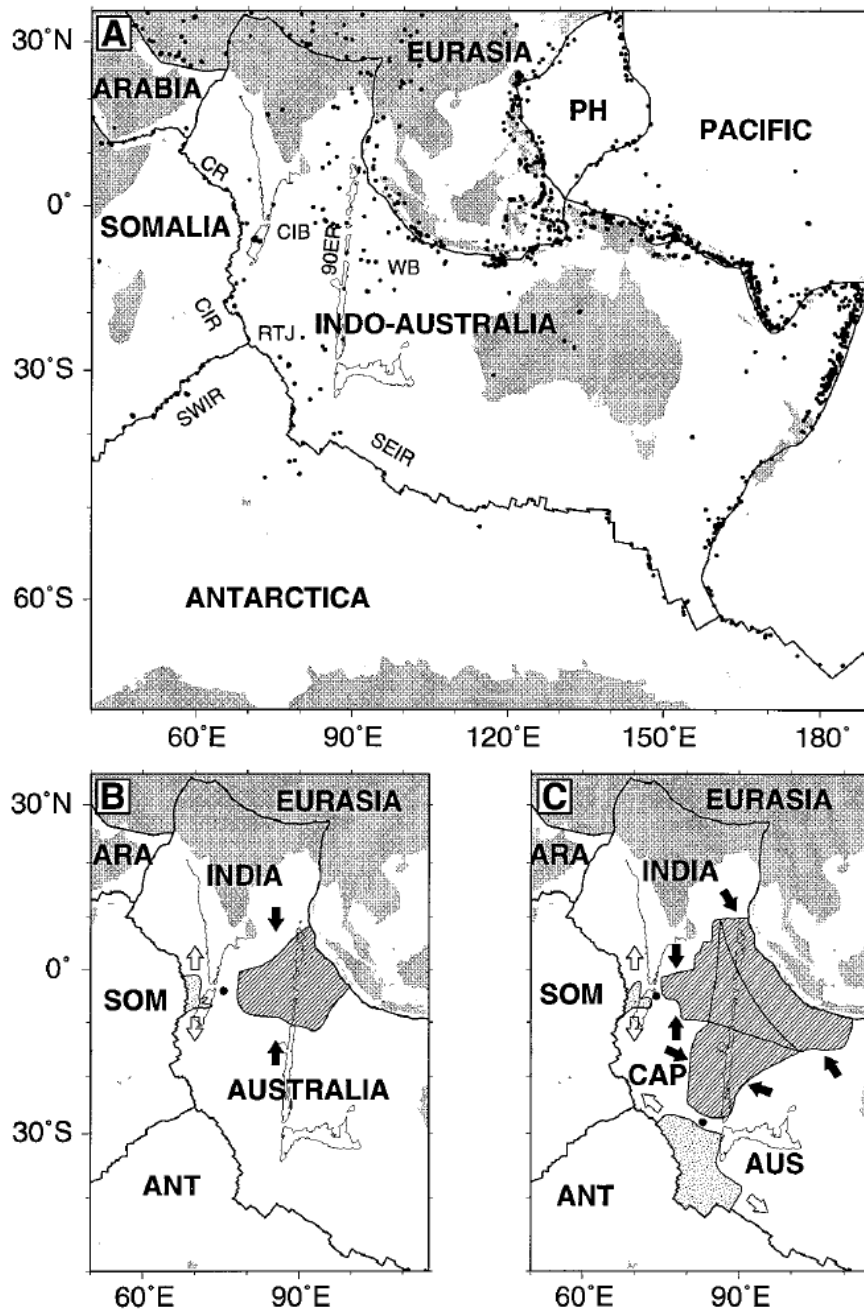 A
30˚N
EURASIA
ARABIA
PH
PACIFIC
CR
0˚
SOMALIA
CIB
90ER
WB
CIR
INDO-AUSTRALIA
RTJ
30˚S
SWIR
SEIR
ANTARCTICA
60˚S
60˚E
90˚E
120˚E
150˚E
180˚
B
30˚N
EURASIA
ARA
INDIA
0˚
SOM
AUSTRALIA
30˚S
ANT
60˚E
90˚E
C
EURASIA
ARA
INDIA
SOM
CAP
AUS
ANT
60˚E
90˚E